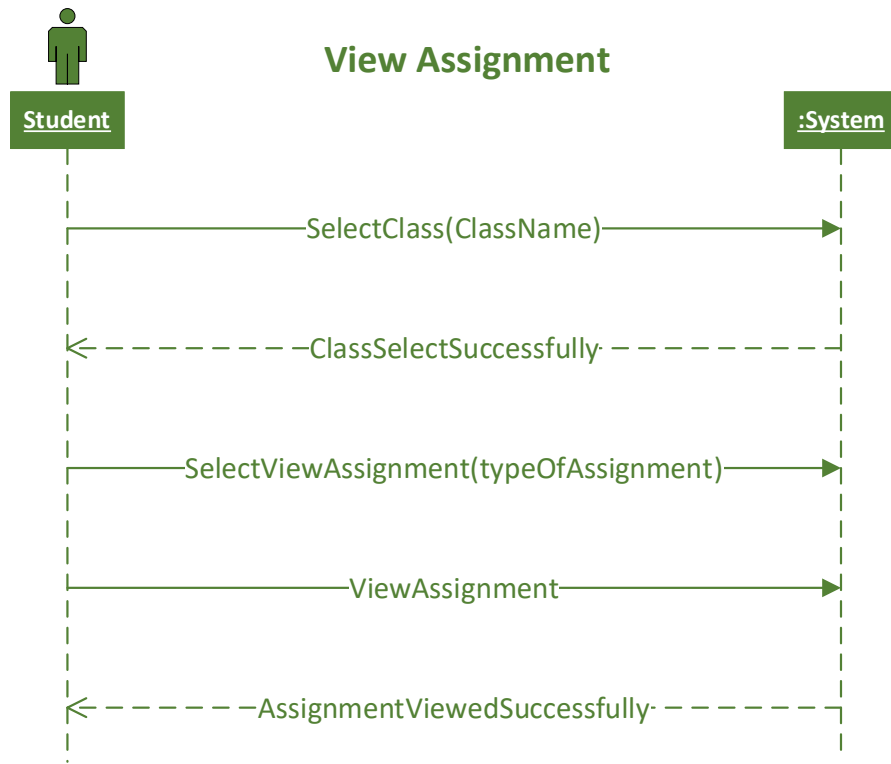 View Assignment
Student
:System
SelectClass(ClassName)
ClassSelectSuccessfully
SelectViewAssignment(typeOfAssignment)
ViewAssignment
AssignmentViewedSuccessfully